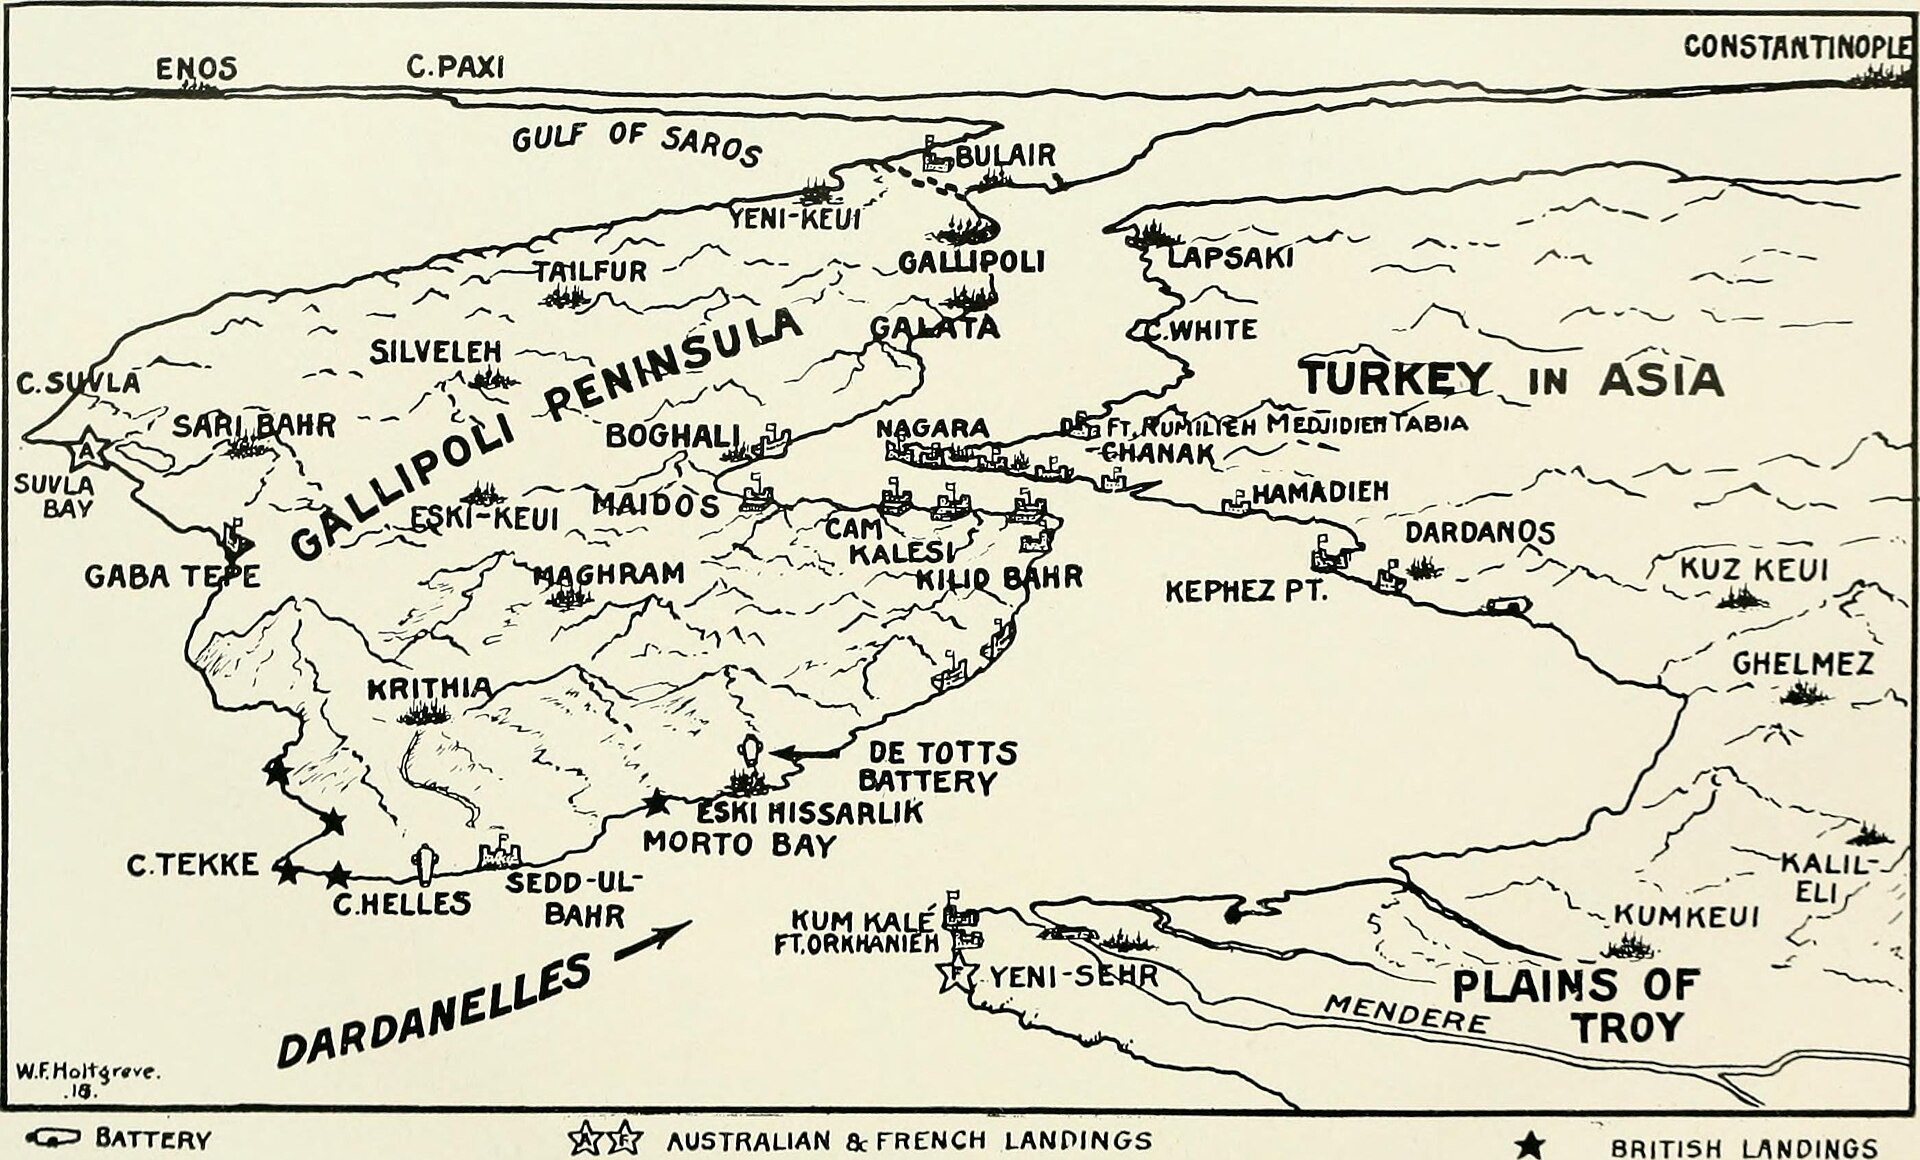 CONSTANTINOPLE
ENOS
C.PAXI
GULF OF SAROS
BULAIR
YENI-KEUI
GALLIPOLI
LAPSAKI
TAILFUR
GALATA
C.WHITE
SILVELEH
GALLIPOLI PENINSULA
TURKEY IN ASIA
C.SUVLA
SARI BAHR
BOGHALI
NAGARA
FT. RUMILIEH MEDJIDIEH TABIA
CHANAK
SUVLA
BAY
A
ESKI-KEUI
MAIDOS
HAMADIEH
CAM
KALESI
DARDANOS
GABA TEPE
MAGHRAM
KILID BAHR
KEPHEZ PT.
KUZ KEUI
GHELMEZ
KRITHIA
DE TOTTS
BATTERY
ESKI HISSARLIK
MORTO BAY
C.TEKKE
C.HELLES
SEDD-UL-
BAHR
KALIL-
ELI
KUM KALÉ
FT.ORKHANIEH
KUMKEUI
F
YENI-SEHR
PLAINS OF
TROY
MENDERE
DARDANELLES
W.F.Holtgreve.
.18.
BATTERY
A F AUSTRALIAN & FRENCH LANDINGS
BRITISH LANDINGS